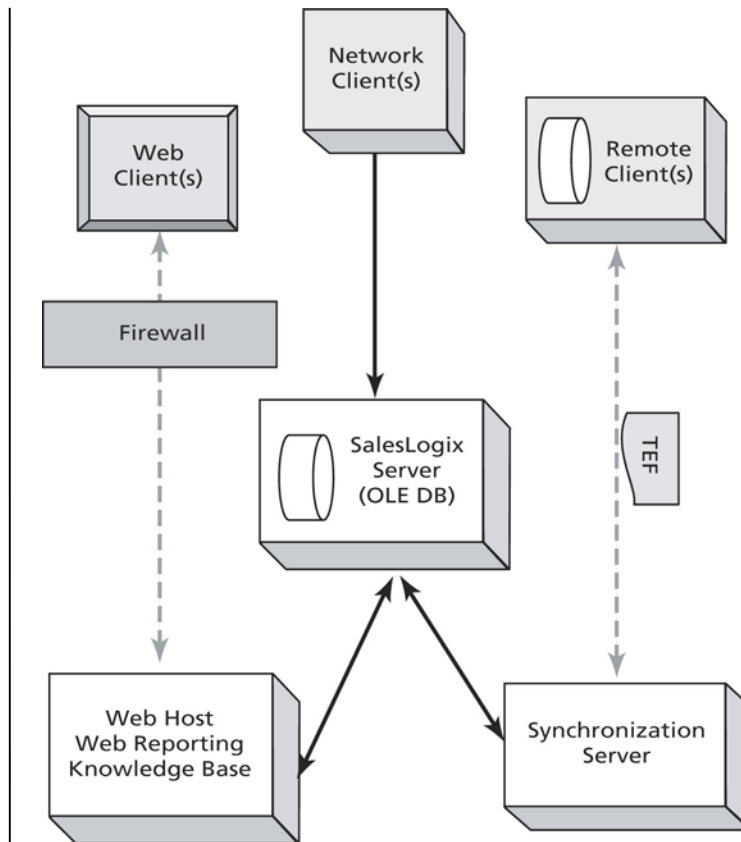 Network
Client(s)
Web
Client(s)
Remote
Client(s)
Firewall
SalesLogix
Server
(OLE DB)
TEF
Web Host
Web Reporting
Knowledge Base
Synchronization
Server